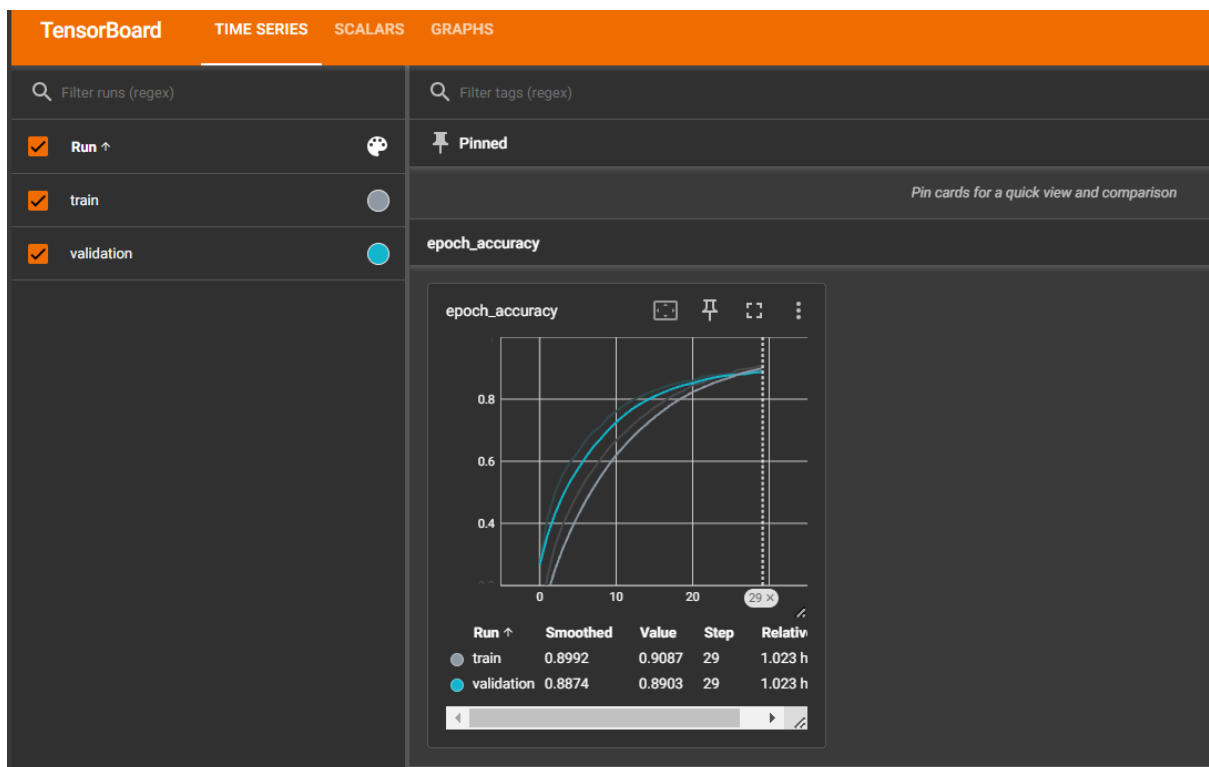 TensorBoard TIME SERIES SCALARS GRAPHS
Filter runs (regex)
Run ↑
train
validation
Filter tags (regex)
Pinned
Pin cards for a quick view and comparison
epoch_accuracy
epoch_accuracy
0.8
0.6
0.4
0 10 20 29 ×
Run ↑ Smoothed Value Step Relativ
train 0.8992 0.9087 29 1.023 h
validation 0.8874 0.8903 29 1.023 h